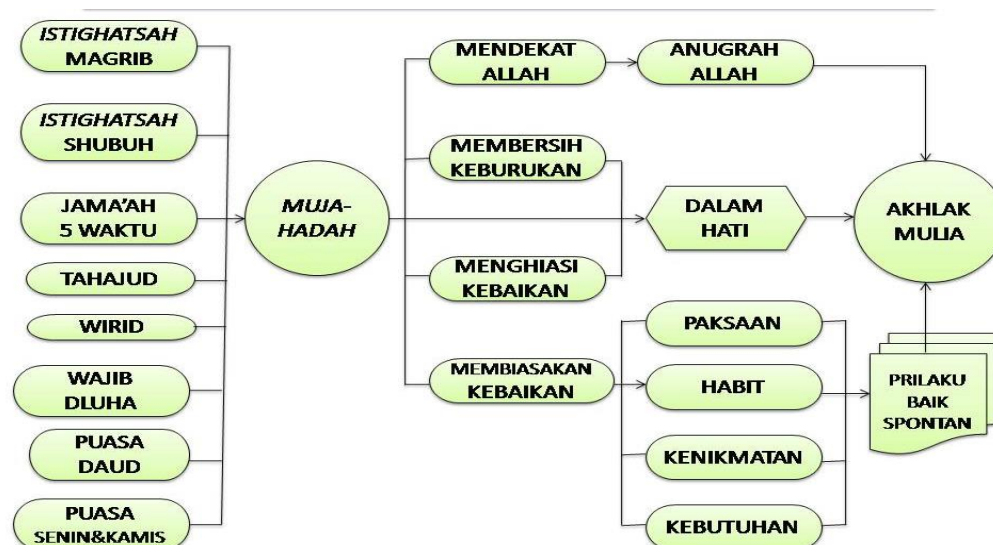 ISTIGHATSAH
MAGRIB
ISTIGHATSAH
SHUBUH
JAMA'AH
5 WAKTU
TAHAJUD
WIRID
WAJIB
DLUHA
PUASA
DAUD
PUASA
SENIN&KAMIS
MUJA-
HADAH
MENDEKAT
ALLAH
ANUGRAH
ALLAH
MEMBERSIH
KEBURUKAN
MENGHIASI
KEBAIKAN
DALAM
HATI
MEMBIASAKAN
KEBAIKAN
PAKSAAN
HABIT
KENIKMATAN
KEBUTUHAN
PRILAKU
BAIK
SPONTAN
AKHLAK
MULIA